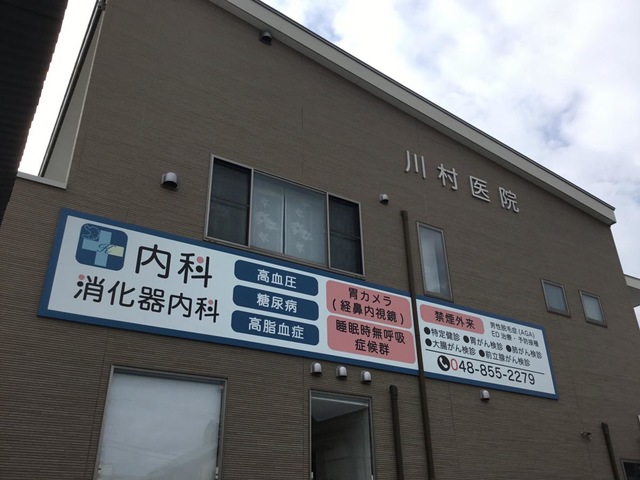 川村医院
内科
消化器内科
高血圧
糖尿病
高脂血症
胃カメラ
(経鼻内視鏡)
睡眠時無呼吸
症候群
禁煙外来
男性脱毛症(AGA)
ED治療・予防接種
●特定健診 ●胃がん検診 ●肺がん検診
●大腸がん検診 ●前立腺がん検診
048-855-2279